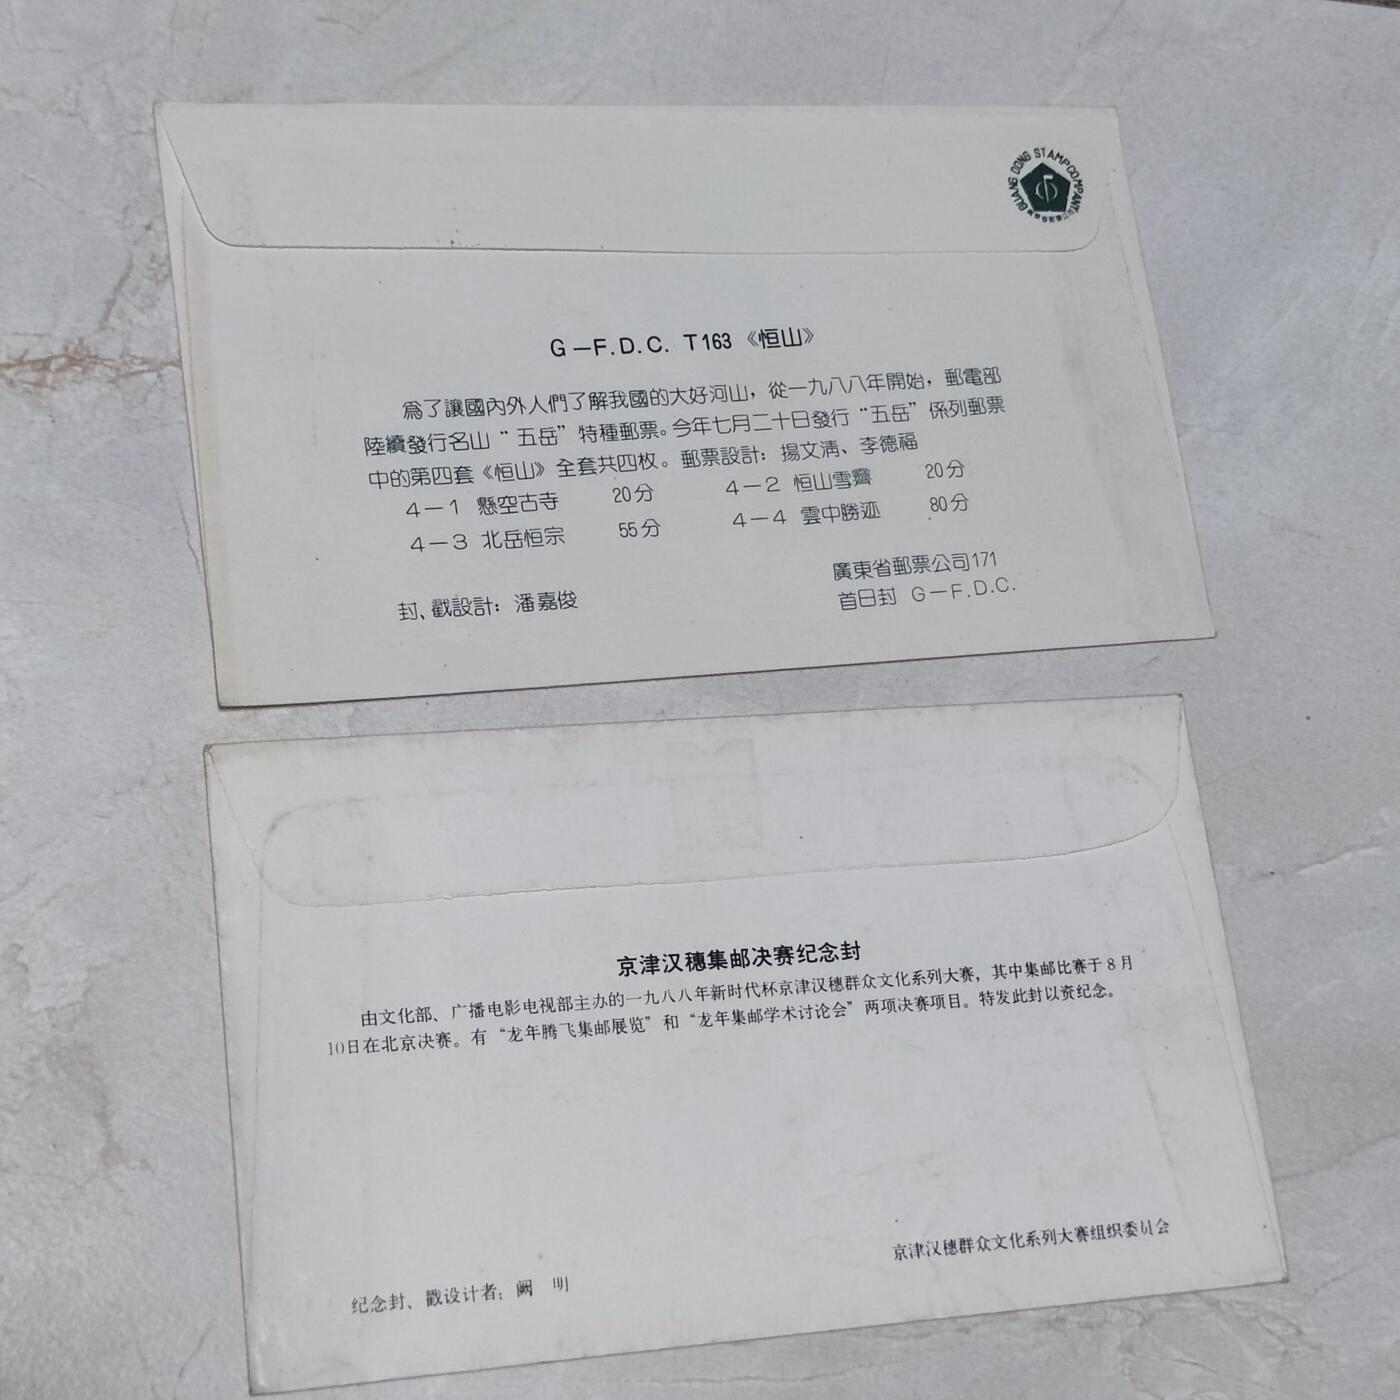 GUANG DONG STAMP COMPANY
G—F.D.C. T163《恒山》
爲了讓國內外人們了解我國的大好河山，從一九八八年開始，郵電部
陸續發行名山“五岳”特種郵票。今年七月二十日發行“五岳”係列郵票
中的第四套《恒山》全套共四枚。郵票設計：揚文淸、李德福
4—1 懸空古寺 20分 4—2 恒山雪霽 20分
4—3 北岳恒宗 55分 4—4 雲中勝迹 80分
廣東省郵票公司171
封、戳設計：潘嘉俊 首日封 G—F.D.C.
京津汉穗集邮决赛纪念封
由文化部、广播电影电视部主办的一九八八年新时代杯京津汉穗群众文化系列大赛，其中集邮比赛于8月
10日在北京决赛。有“龙年腾飞集邮展览”和“龙年集邮学术讨论会”两项决赛项目。特发此封以资纪念。
京津汉穗群众文化系列大赛组织委员会
纪念封、戳设计者：阙 明